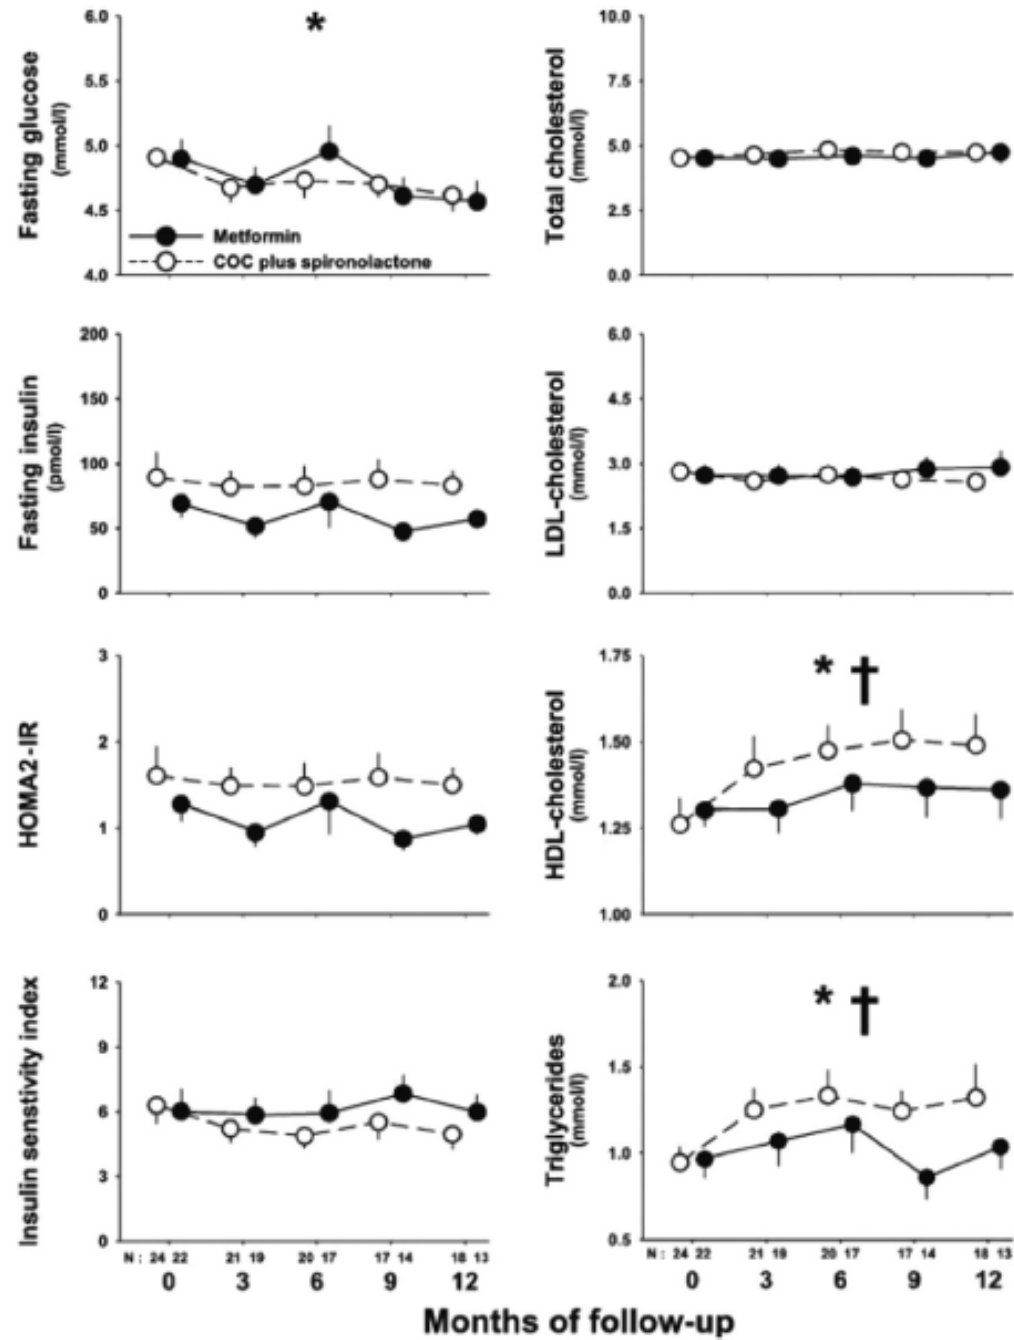 Fasting glucose
(mmol/l)
6.0
5.5
5.0
4.5
4.0
*
Metformin
COC plus spironolactone
Total cholesterol
(mmol/l)
10.0
7.5
5.0
2.5
0.0
Fasting insulin
(pmol/l)
200
150
100
50
0
LDL-cholesterol
(mmol/l)
6.0
4.5
3.0
1.5
0.0
HOMA2-IR
3
2
1
0
HDL-cholesterol
(mmol/l)
1.75
1.50
1.25
1.00
* †
Insulin senstivity index
12
9
6
3
0
N : 24 22 21 19 20 17 17 14 18 13
0 3 6 9 12
Triglycerides
(mmol/l)
2.0
1.5
1.0
0.5
* †
N : 24 22 21 19 20 17 17 14 18 13
0 3 6 9 12
Months of follow-up